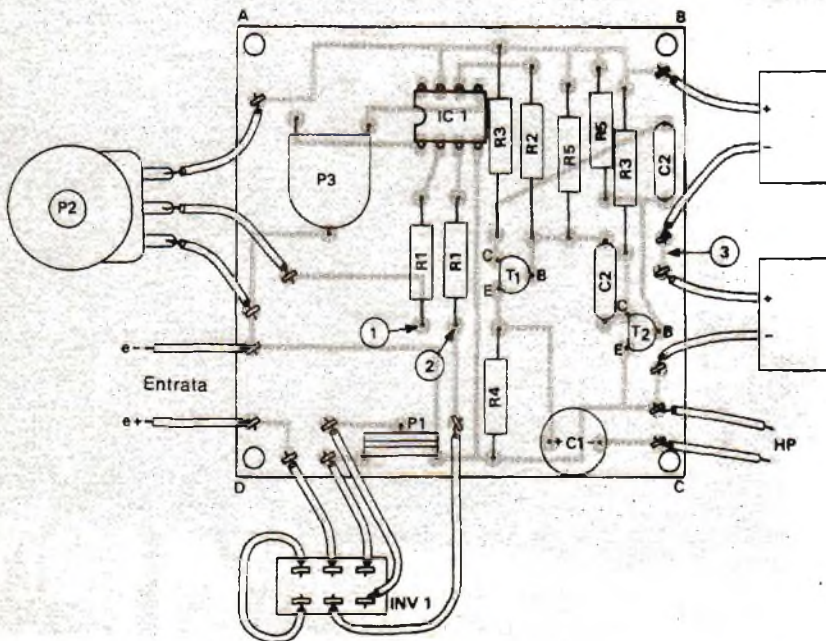 A
B
IC 1
R3
R2
R5
R5
R3
C2
+
−
P2
P3
R1
R1
C
T1
B
E
C2
C
T2
B
E
3
+
−
1
2
e−
Entrata
e+
R4
P1
+ C1 -
HP
D
C
INV 1